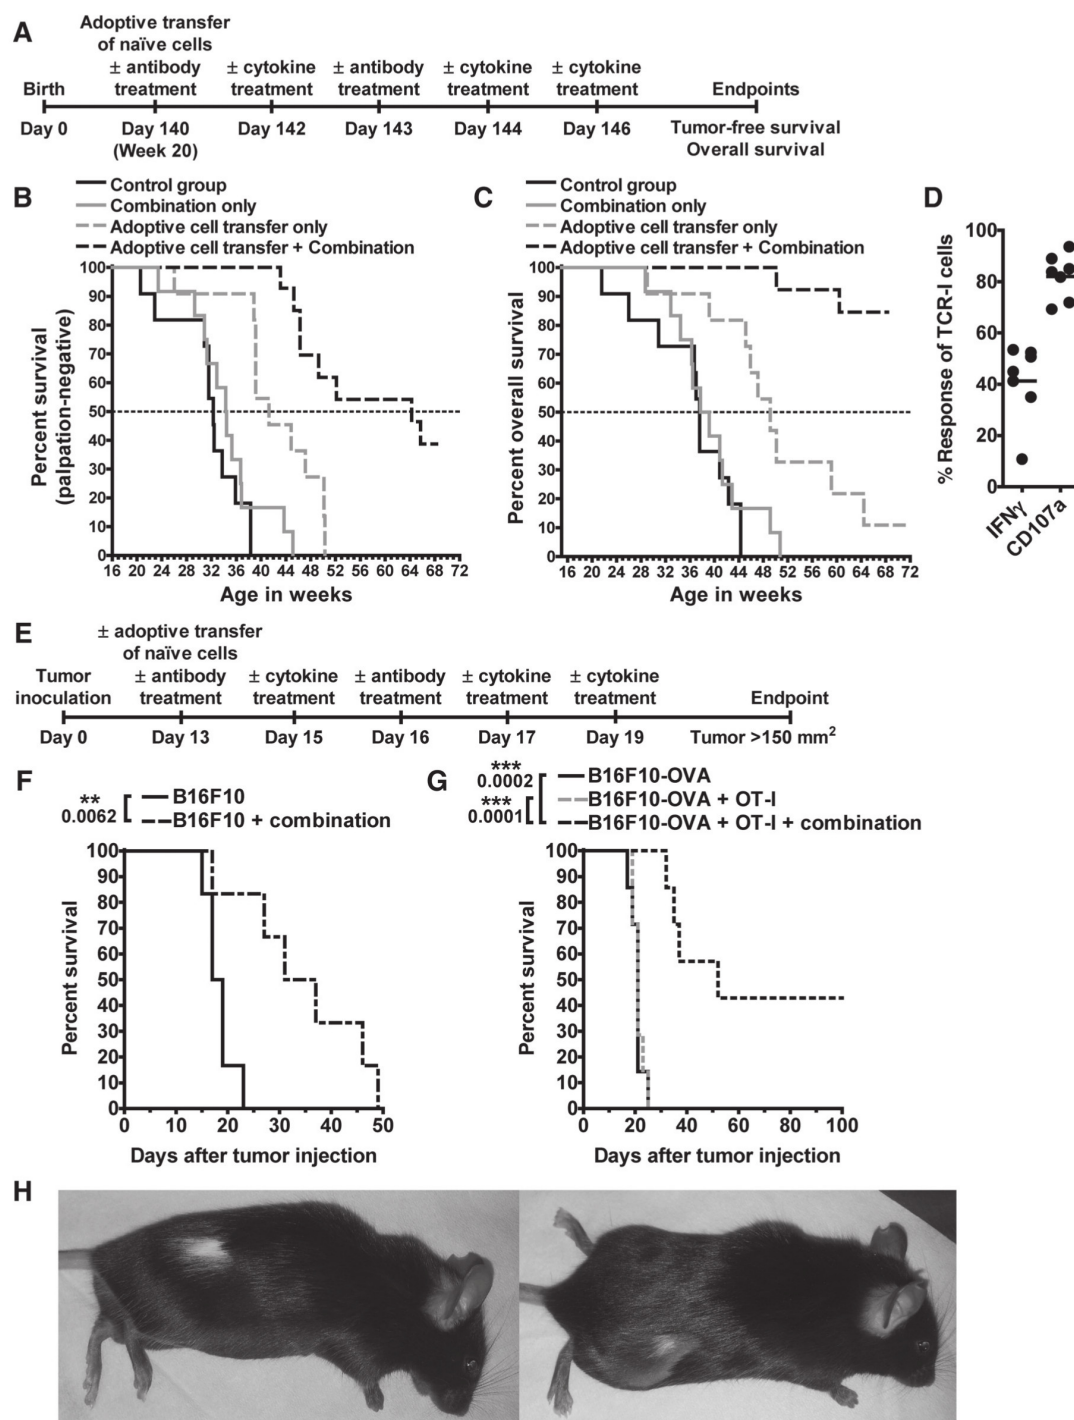 A
Adoptive transfer
of naïve cells
± antibody
treatment
± cytokine
treatment
± antibody
treatment
± cytokine
treatment
± cytokine
treatment
Birth
Endpoints
Day 0
Day 140
(Week 20)
Day 142
Day 143
Day 144
Day 146
Tumor-free survival
Overall survival
B
Control group
Combination only
Adoptive cell transfer only
Adoptive cell transfer + Combination
Percent survival
(palpation-negative)
100
90
80
70
60
50
40
30
20
10
0
16 20 24 28 32 36 40 44 48 52 56 60 64 68 72
Age in weeks
C
Control group
Combination only
Adoptive cell transfer only
Adoptive cell transfer + Combination
Percent overall survival
100
90
80
70
60
50
40
30
20
10
0
16 20 24 28 32 36 40 44 48 52 56 60 64 68 72
Age in weeks
D
% Response of TCR-I cells
100
80
60
40
20
0
IFNγ
CD107a
E
± adoptive transfer
of naïve cells
± antibody
treatment
± cytokine
treatment
± antibody
treatment
± cytokine
treatment
± cytokine
treatment
Tumor
inoculation
Endpoint
Day 0
Day 13
Day 15
Day 16
Day 17
Day 19
Tumor >150 mm²
F
**
0.0062
B16F10
B16F10 + combination
Percent survival
100
90
80
70
60
50
40
30
20
10
0
0 10 20 30 40 50
Days after tumor injection
G
***
0.0002
***
0.0001
B16F10-OVA
B16F10-OVA + OT-I
B16F10-OVA + OT-I + combination
Percent survival
100
90
80
70
60
50
40
30
20
10
0
0 20 40 60 80 100
Days after tumor injection
H